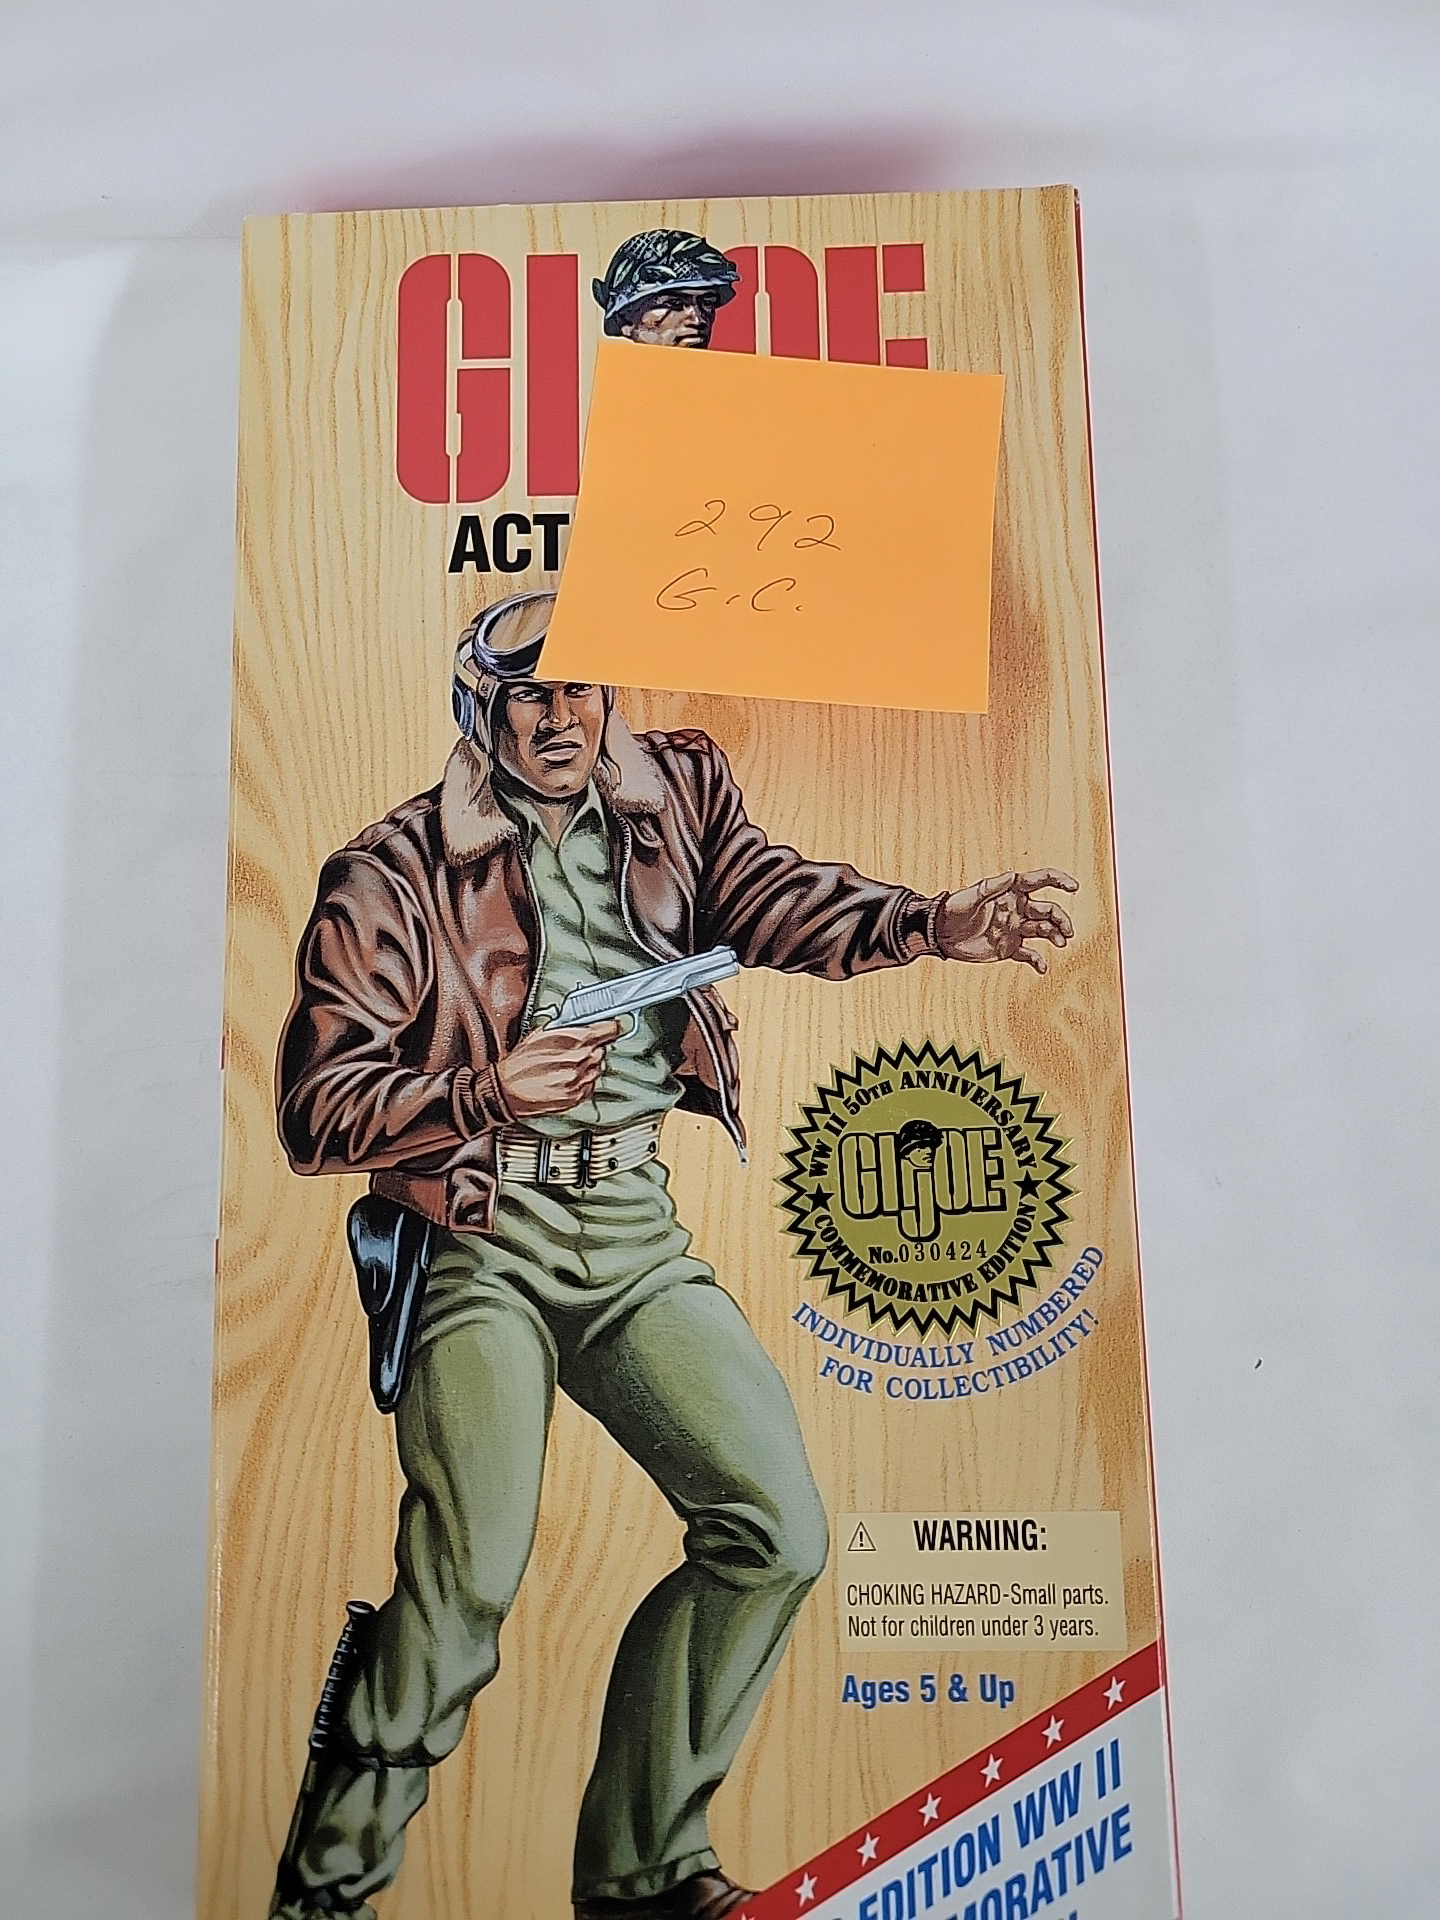 GI JOE
ACT
292
G.C.
WW II 50TH ANNIVERSARY
GI JOE
No.030424
COMMEMORATIVE EDITION
INDIVIDUALLY NUMBERED
FOR COLLECTIBILITY!
WARNING:
CHOKING HAZARD-Small parts.
Not for children under 3 years.
Ages 5 & Up
EDITION WW II
MORATIVE